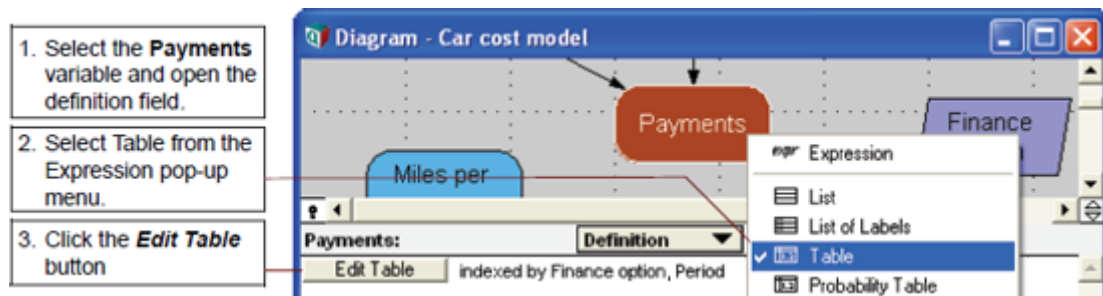 1. Select the Payments
variable and open the
definition field.
2. Select Table from the
Expression pop-up
menu.
3. Click the Edit Table
button
Diagram - Car cost model
Payments
Finance
Miles per
expr Expression
List
List of Labels
Table
Probability Table
Payments:
Definition
Edit Table
indexed by Finance option, Period